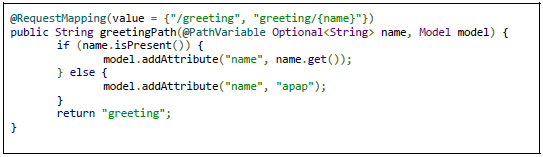 @RequestMapping(value = {"/greeting", "greeting/{name}"})
public String greetingPath(@PathVariable Optional<String> name, Model model) {
if (name.isPresent()) {
model.addAttribute("name", name.get());
} else {
model.addAttribute("name", "apap");
}
return "greeting";
}